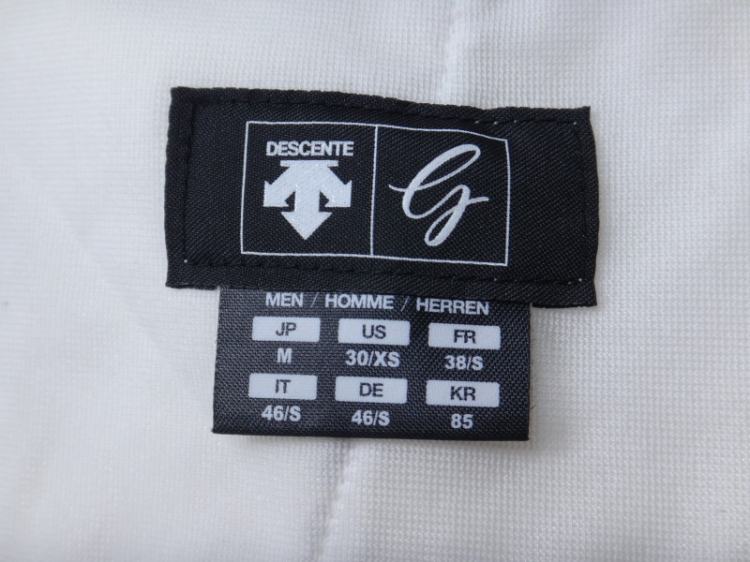 DESCENTE
G
MEN / HOMME / HERREN
JP US FR
M 30/XS 38/S
IT DE KR
46/S 46/S 85